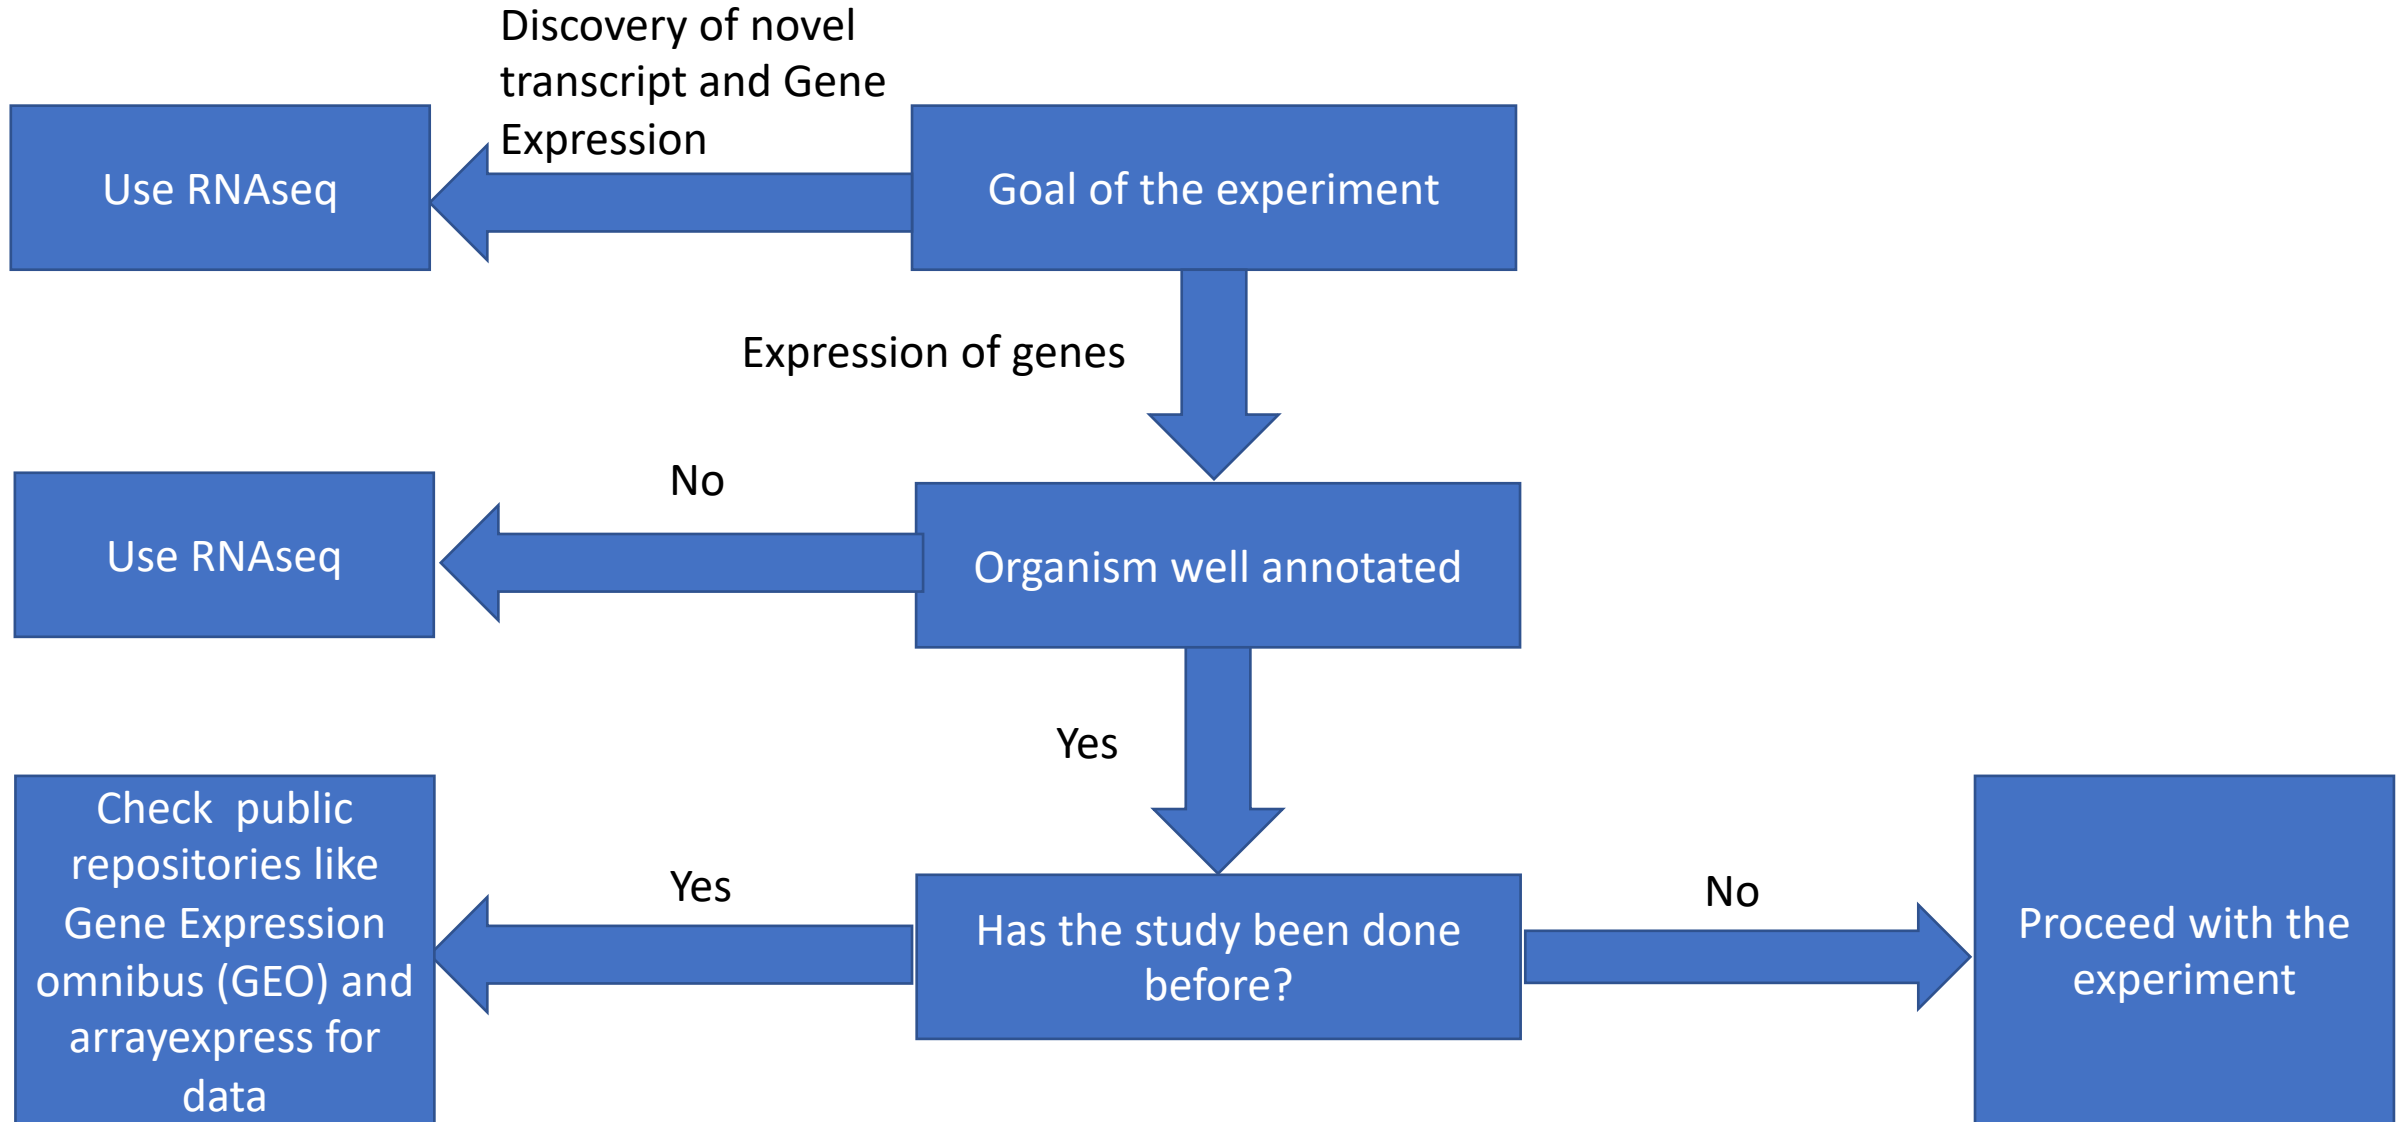 Discovery of novel
transcript and Gene
Expression
Use RNAseq
Goal of the experiment
Expression of genes
No
Use RNAseq
Organism well annotated
Yes
Check  public
repositories like
Gene Expression
omnibus (GEO) and
arrayexpress for
data
Yes
Has the study been done
before?
No
Proceed with the
experiment